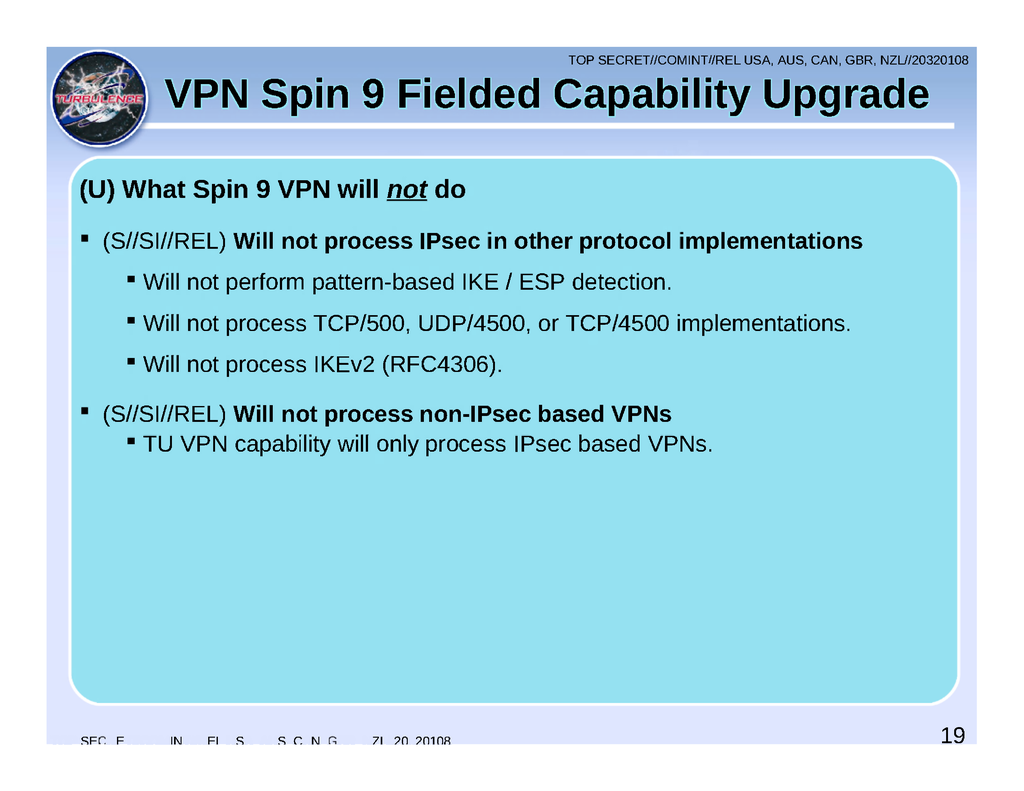 TOP SECRET//COMINT//REL USA, AUS, CAN, GBR, NZL//20320108
TURBULENCE
VPN Spin 9 Fielded Capability Upgrade
(U) What Spin 9 VPN will not do
▪ (S//SI//REL) Will not process IPsec in other protocol implementations
▪ Will not perform pattern-based IKE / ESP detection.
▪ Will not process TCP/500, UDP/4500, or TCP/4500 implementations.
▪ Will not process IKEv2 (RFC4306).
▪ (S//SI//REL) Will not process non-IPsec based VPNs
▪ TU VPN capability will only process IPsec based VPNs.
19